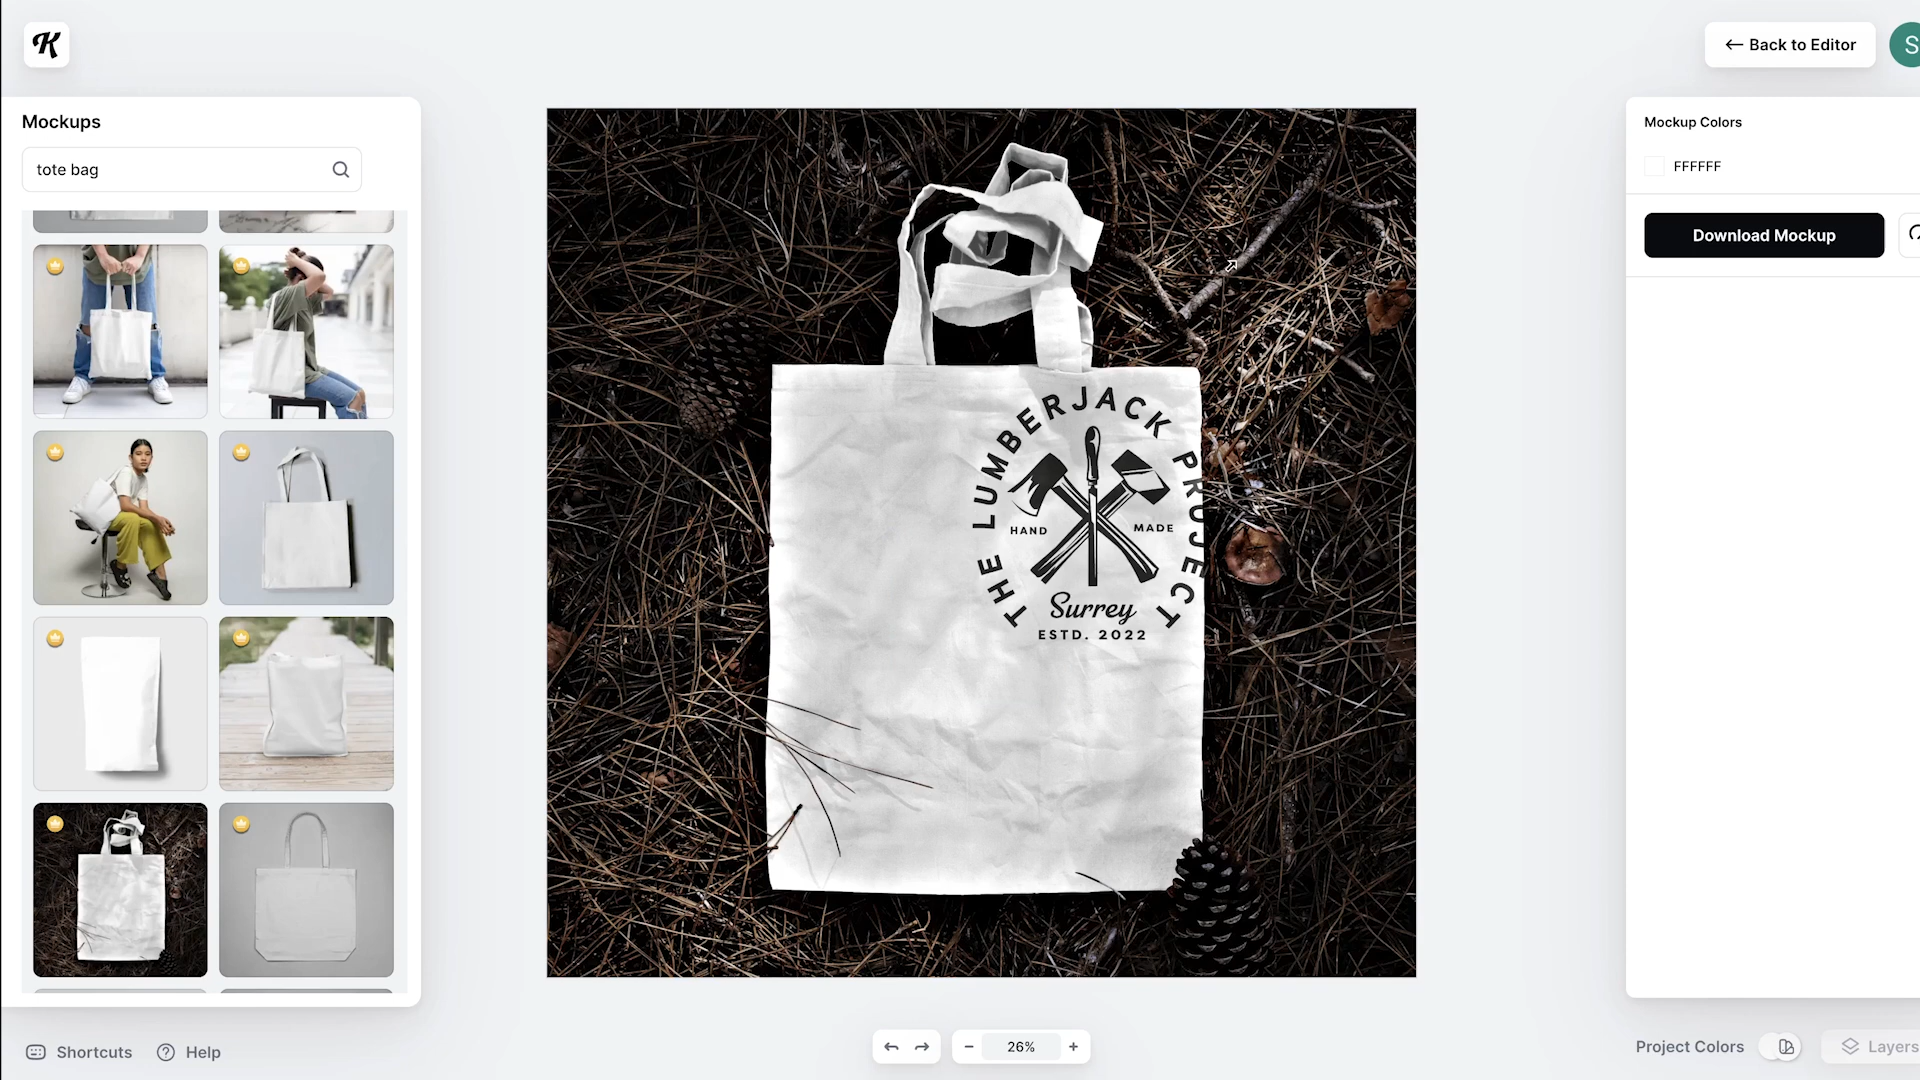 K
← Back to Editor
S
Mockups
tote bag
Mockup Colors
FFFFFF
Download Mockup
THE LUMBERJACK PROJECT
HAND MADE
Surrey
ESTD. 2022
Shortcuts
Help
− 26% +
Project Colors
Layers